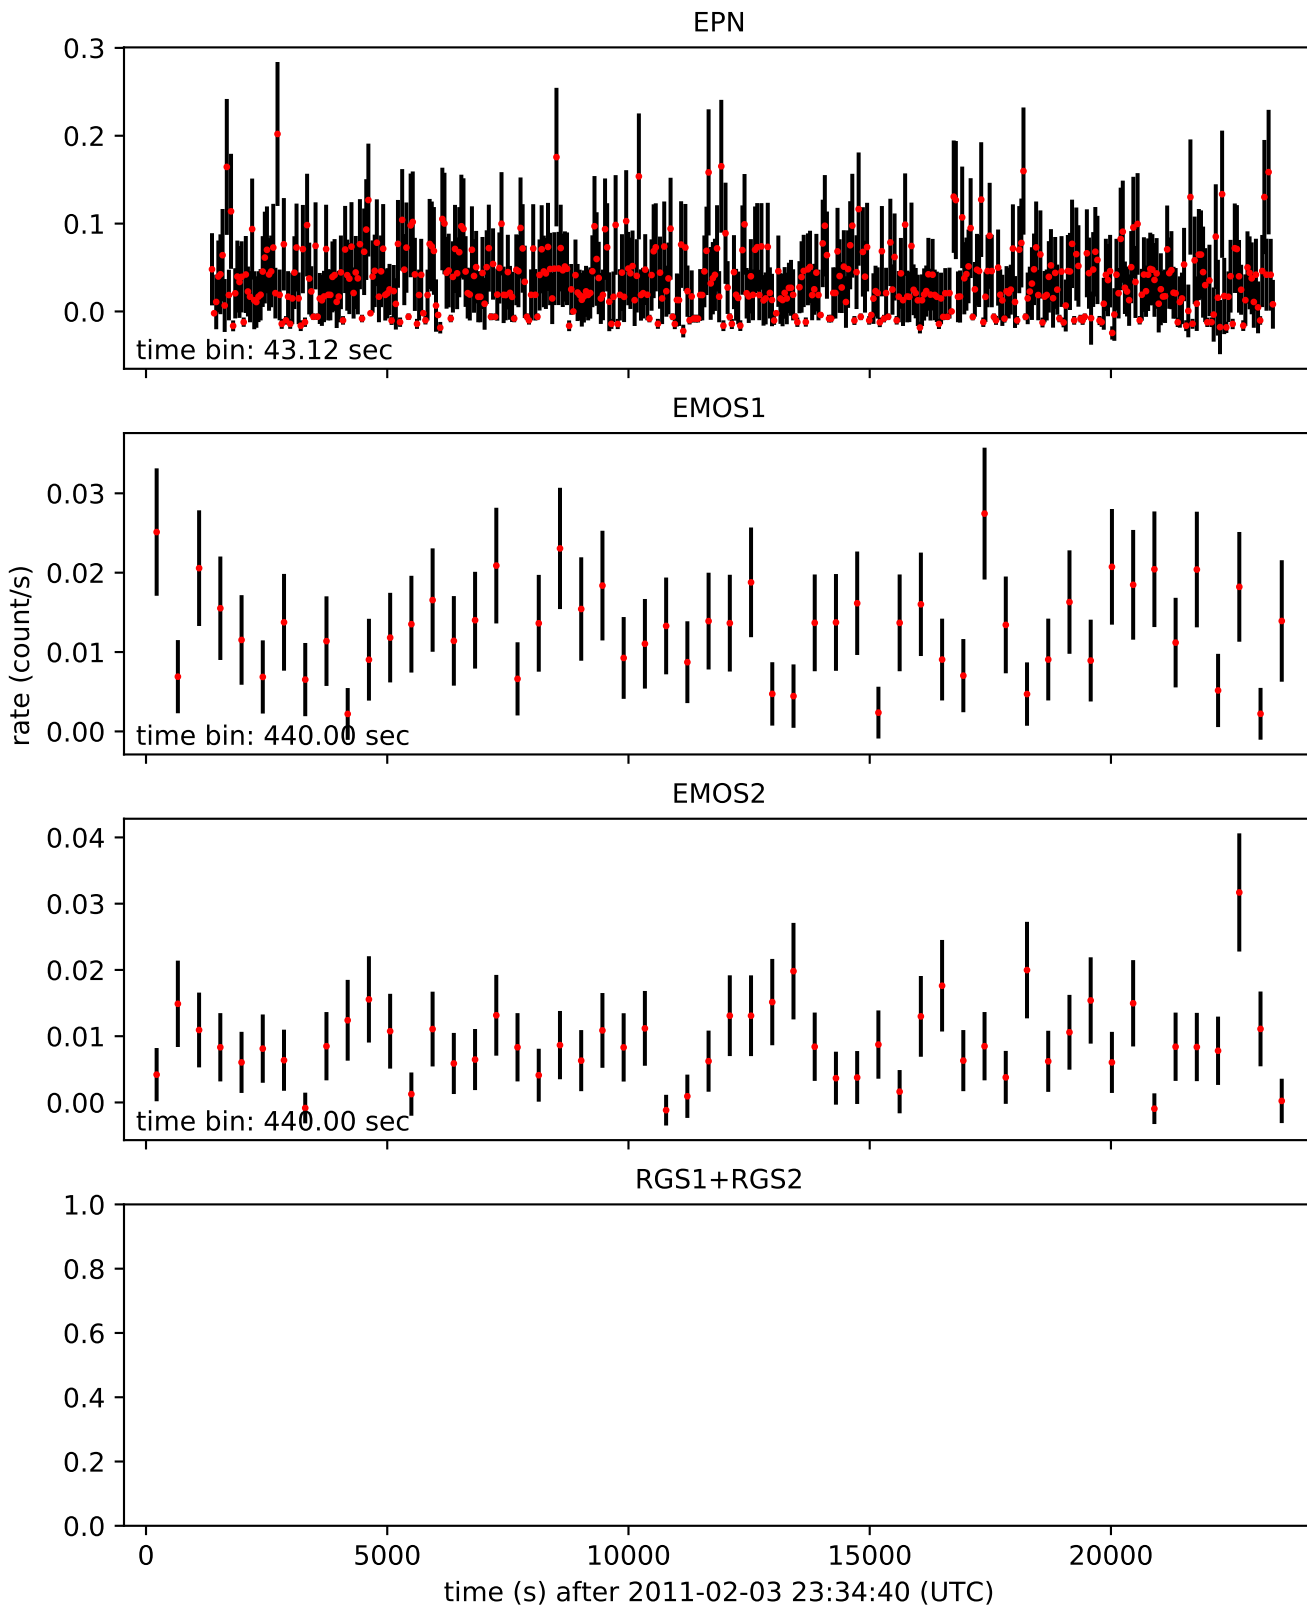 EPN
0.3
0.2
0.1
0.0
time bin: 43.12 sec
EMOS1
0.03
0.02
0.01
0.00
time bin: 440.00 sec
rate (count/s)
EMOS2
0.04
0.03
0.02
0.01
0.00
time bin: 440.00 sec
RGS1+RGS2
1.0
0.8
0.6
0.4
0.2
0.0
0 5000 10000 15000 20000
time (s) after 2011-02-03 23:34:40 (UTC)